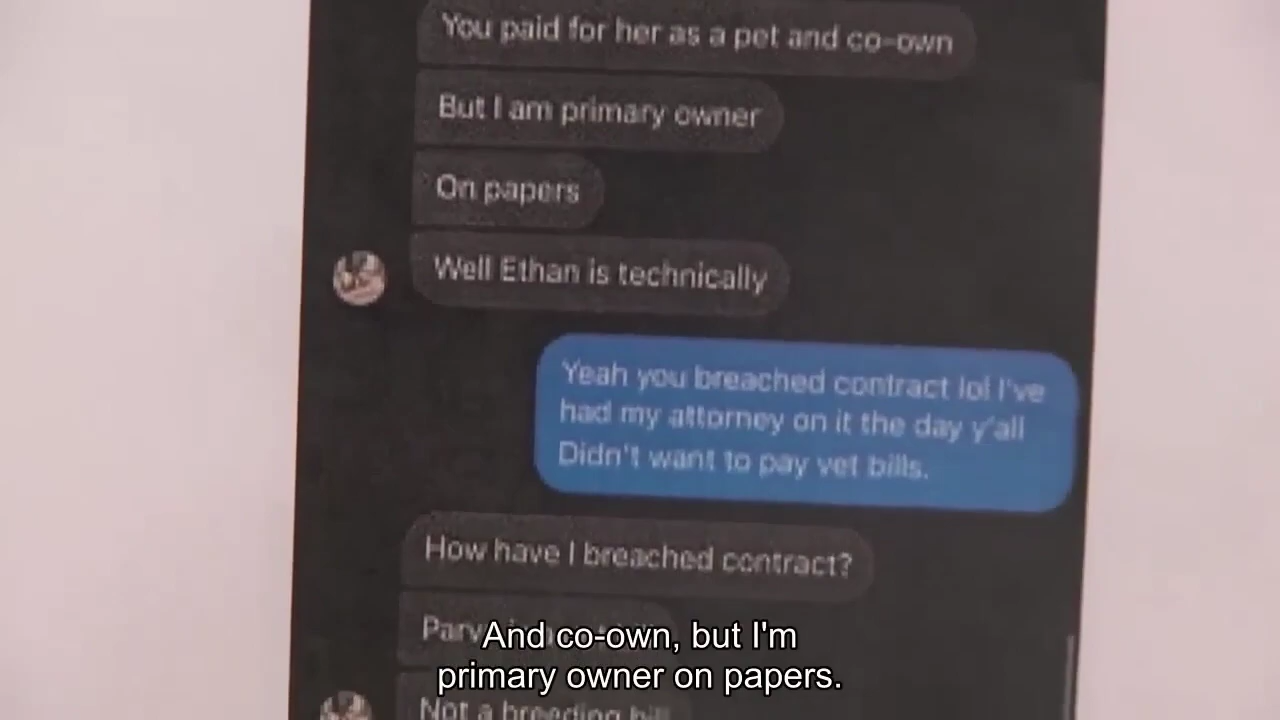 You paid for her as a pet and co-own
But I am primary owner
On papers
Well Ethan is technically
Yeah you breached contract lol I've
had my attorney on it the day y'all
Didn't want to pay vet bills.
How have I breached contract?
And co-own, but I'm
primary owner on papers.
Not a breeding